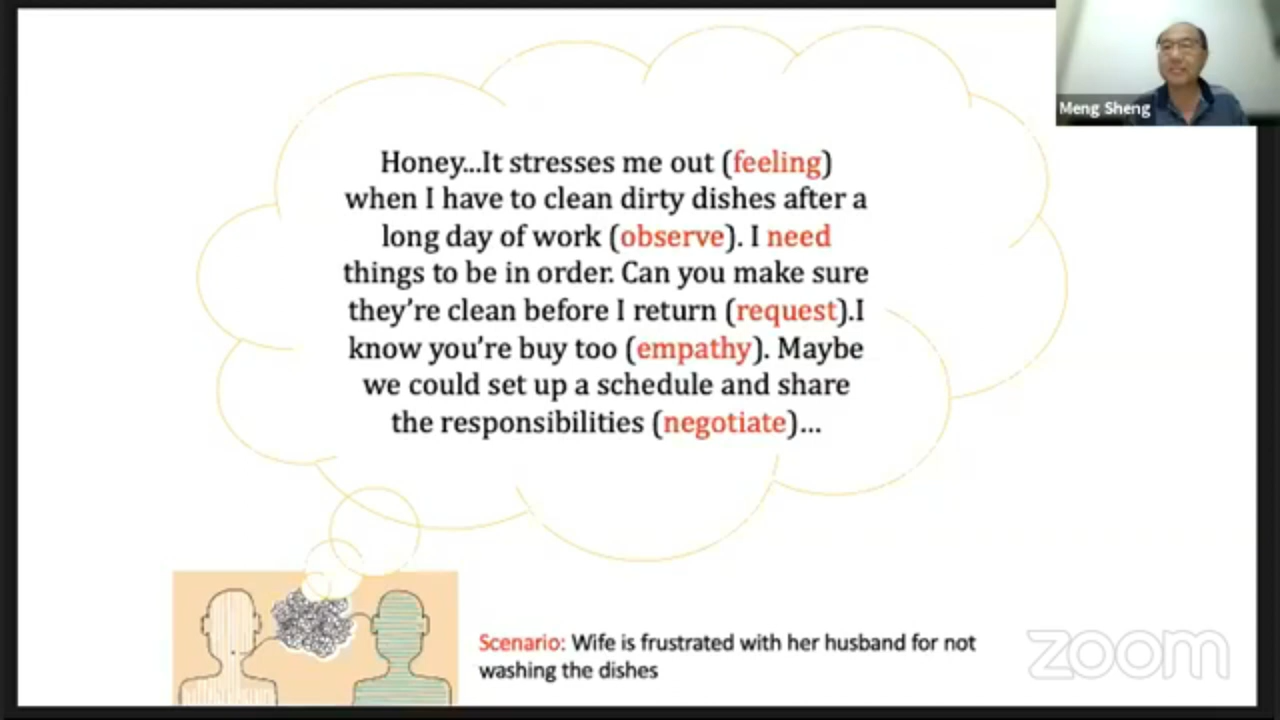 Meng Sheng
Honey...It stresses me out (feeling)
when I have to clean dirty dishes after a
long day of work (observe). I need
things to be in order. Can you make sure
they're clean before I return (request).I
know you're buy too (empathy). Maybe
we could set up a schedule and share
the responsibilities (negotiate)...
Scenario: Wife is frustrated with her husband for not
washing the dishes
zoom